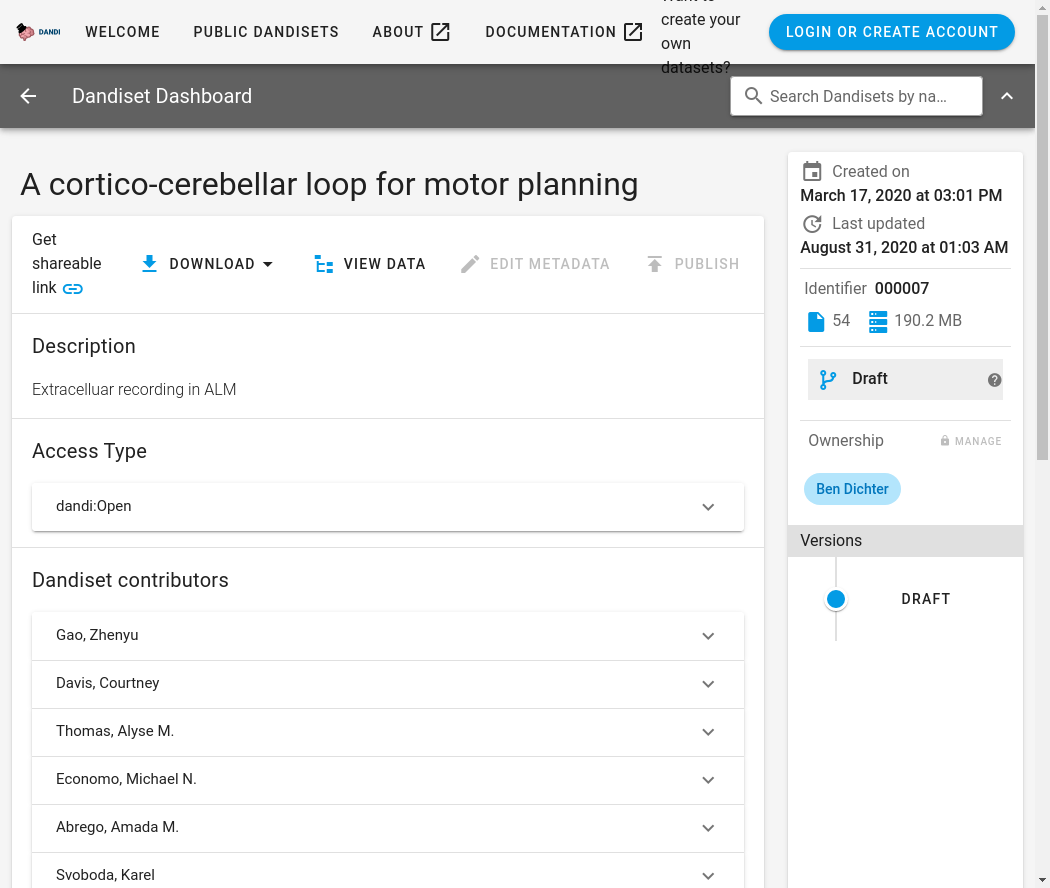 DANDI
WELCOME
PUBLIC DANDISETS
ABOUT
DOCUMENTATION
create your
own
datasets?
LOGIN OR CREATE ACCOUNT
Dandiset Dashboard
Search Dandisets by na…
A cortico-cerebellar loop for motor planning
Get
shareable
link
DOWNLOAD
VIEW DATA
EDIT METADATA
PUBLISH
Description
Extracelluar recording in ALM
Access Type
dandi:Open
Dandiset contributors
Gao, Zhenyu
Davis, Courtney
Thomas, Alyse M.
Economo, Michael N.
Abrego, Amada M.
Svoboda, Karel
Created on
March 17, 2020 at 03:01 PM
Last updated
August 31, 2020 at 01:03 AM
Identifier 000007
54 190.2 MB
Draft
Ownership
MANAGE
Ben Dichter
Versions
DRAFT